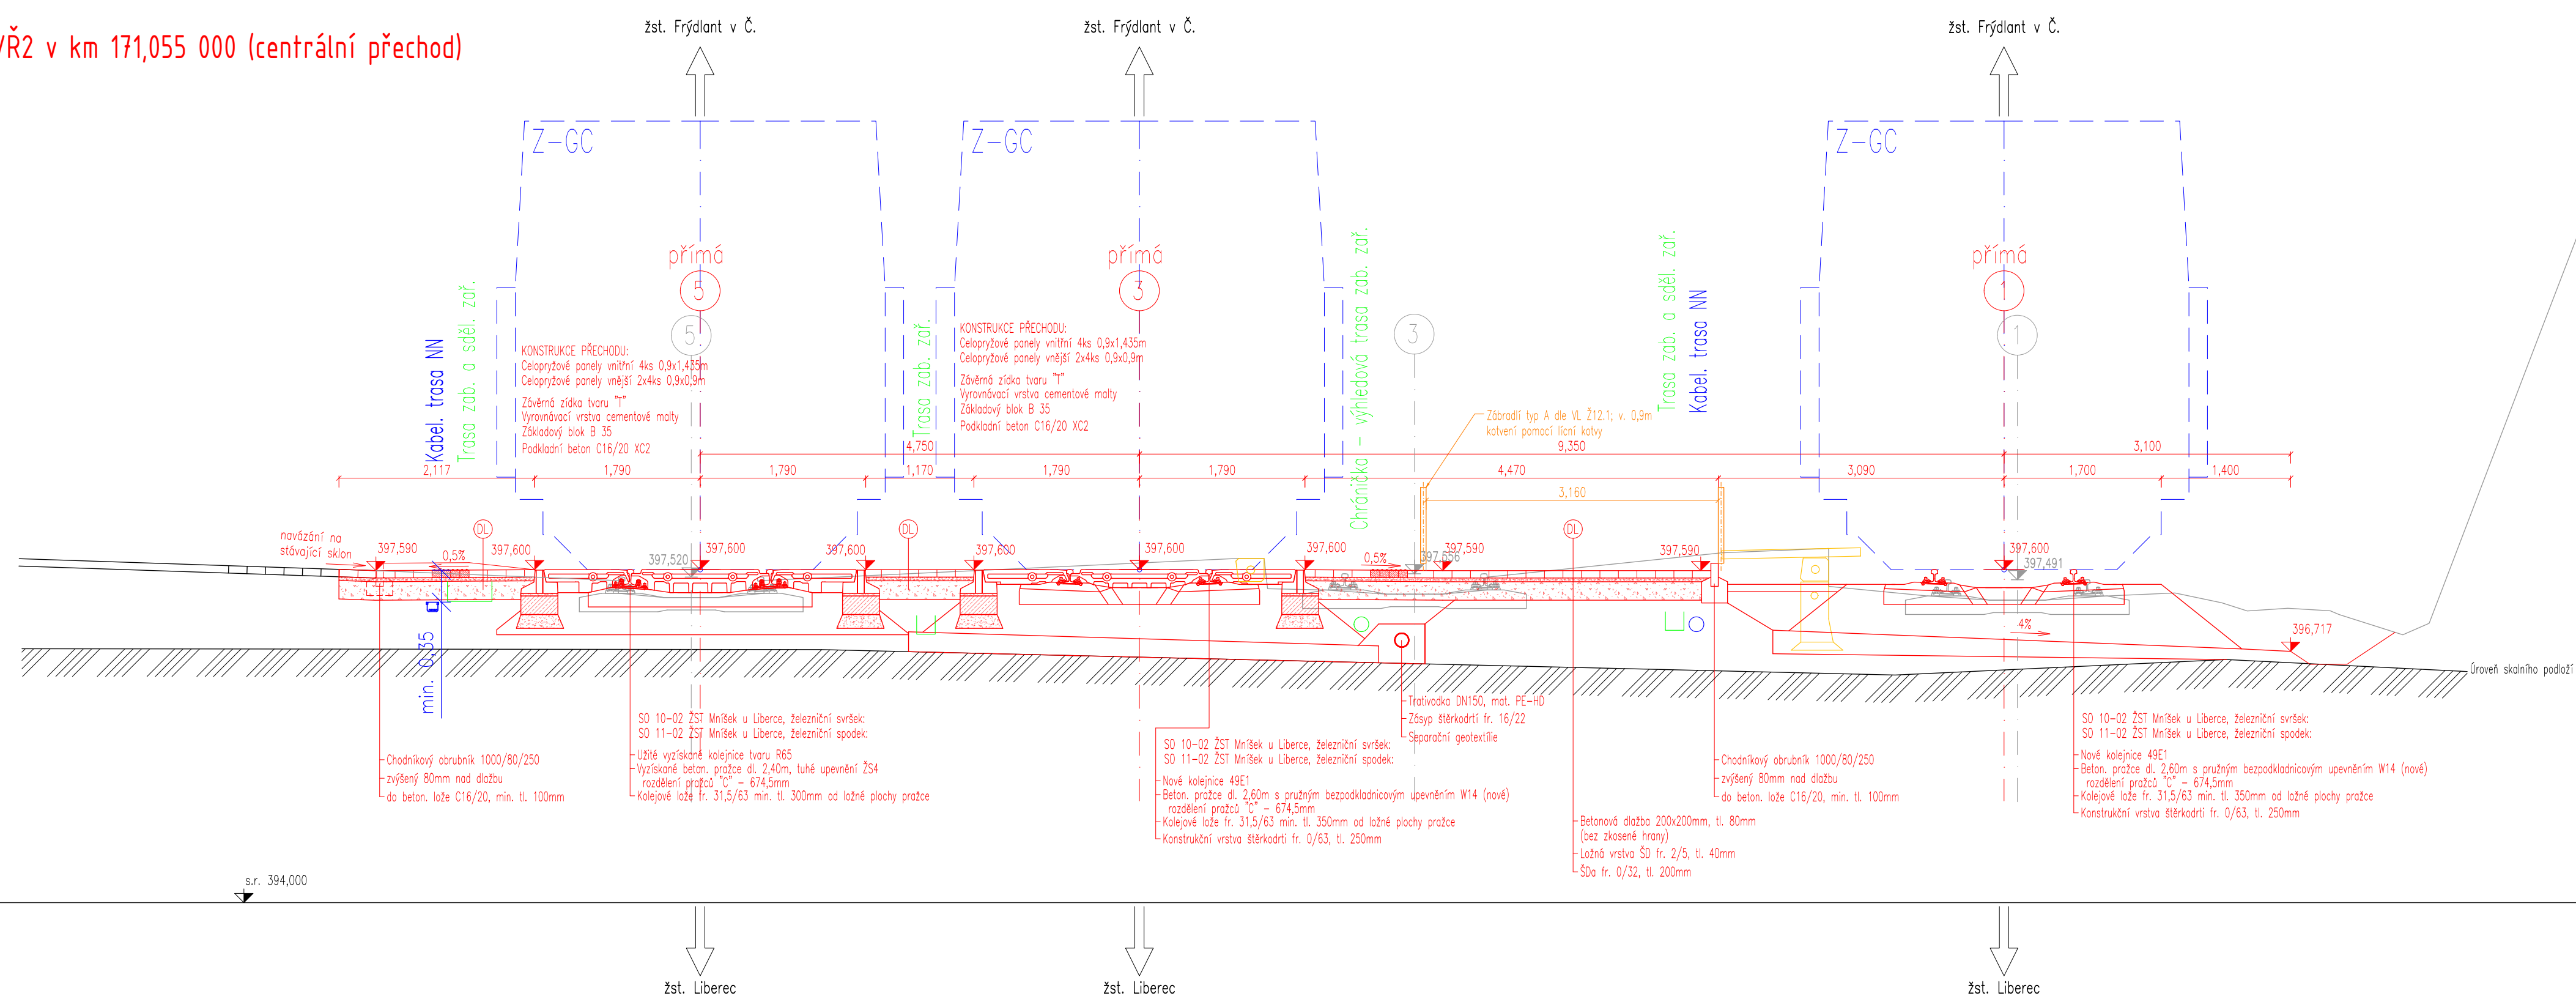 VŘ2 v km 171,055 000 (centrální přechod)
žst. Frýdlant v Č.
žst. Frýdlant v Č.
žst. Frýdlant v Č.
Z-GC
Z-GC
Z-GC
přímá
přímá
přímá
5
3
1
5
3
1
Kabel. trasa NN
Trasa zab. a sděl. zař.
KONSTRUKCE PŘECHODU:
Celopryžové panely vnitřní 4ks 0,9x1,435m
Celopryžové panely vnější 2x4ks 0,9x0,9m
Závěrná zídka tvaru "T"
Vyrovnávací vrstva cementové malty
Základový blok B 35
Podkladní beton C16/20 XC2
Trasa zab. zař.
KONSTRUKCE PŘECHODU:
Celopryžové panely vnitřní 4ks 0,9x1,435m
Celopryžové panely vnější 2x4ks 0,9x0,9m
Závěrná zídka tvaru "T"
Vyrovnávací vrstva cementové malty
Základový blok B 35
Podkladní beton C16/20 XC2
Chránička - výhledová trasa zab. zař.
Zábradlí typ A dle VL Ž12.1; v. 0,9m
kotvení pomocí lícní kotvy
Trasa zab. a sděl. zař.
Kabel. trasa NN
4,750
9,350
3,100
2,117
1,790
1,790
1,170
1,790
1,790
4,470
3,090
1,700
1,400
3,160
navázání na
stávající sklon
397,590
0,5%
DL
397,600
397,520
397,600
397,600
DL
397,600
397,600
397,600
0,5%
397,656
397,590
DL
397,590
397,600
397,491
4%
396,717
min. 0,35
Úroveň skalního podloží
Chodníkový obrubník 1000/80/250
zvýšený 80mm nad dlažbu
do beton. lože C16/20, min. tl. 100mm
SO 10-02 ŽST Mníšek u Liberce, železniční svršek:
SO 11-02 ŽST Mníšek u Liberce, železniční spodek:
Užité vyzískané kolejnice tvaru R65
Vyzískané beton. pražce dl. 2,40m, tuhé upevnění ŽS4
rozdělení pražců "C" - 674,5mm
Kolejové lože fr. 31,5/63 min. tl. 300mm od ložné plochy pražce
SO 10-02 ŽST Mníšek u Liberce, železniční svršek:
SO 11-02 ŽST Mníšek u Liberce, železniční spodek:
Nové kolejnice 49E1
Beton. pražce dl. 2,60m s pružným bezpodkladnicovým upevněním W14 (nové)
rozdělení pražců "C" - 674,5mm
Kolejové lože fr. 31,5/63 min. tl. 350mm od ložné plochy pražce
Konstrukční vrstva štěrkodrti fr. 0/63, tl. 250mm
Trativodka DN150, mat. PE-HD
Zásyp štěrkodrtí fr. 16/22
Separační geotextílie
Chodníkový obrubník 1000/80/250
zvýšený 80mm nad dlažbu
do beton. lože C16/20, min. tl. 100mm
Betonová dlažba 200x200mm, tl. 80mm
(bez zkosené hrany)
Ložná vrstva ŠD fr. 2/5, tl. 40mm
ŠDa fr. 0/32, tl. 200mm
SO 10-02 ŽST Mníšek u Liberce, železniční svršek:
SO 11-02 ŽST Mníšek u Liberce, železniční spodek:
Nové kolejnice 49E1
Beton. pražce dl. 2,60m s pružným bezpodkladnicovým upevněním W14 (nové)
rozdělení pražců "C" - 674,5mm
Kolejové lože fr. 31,5/63 min. tl. 350mm od ložné plochy pražce
Konstrukční vrstva štěrkodrti fr. 0/63, tl. 250mm
s.r. 394,000
žst. Liberec
žst. Liberec
žst. Liberec